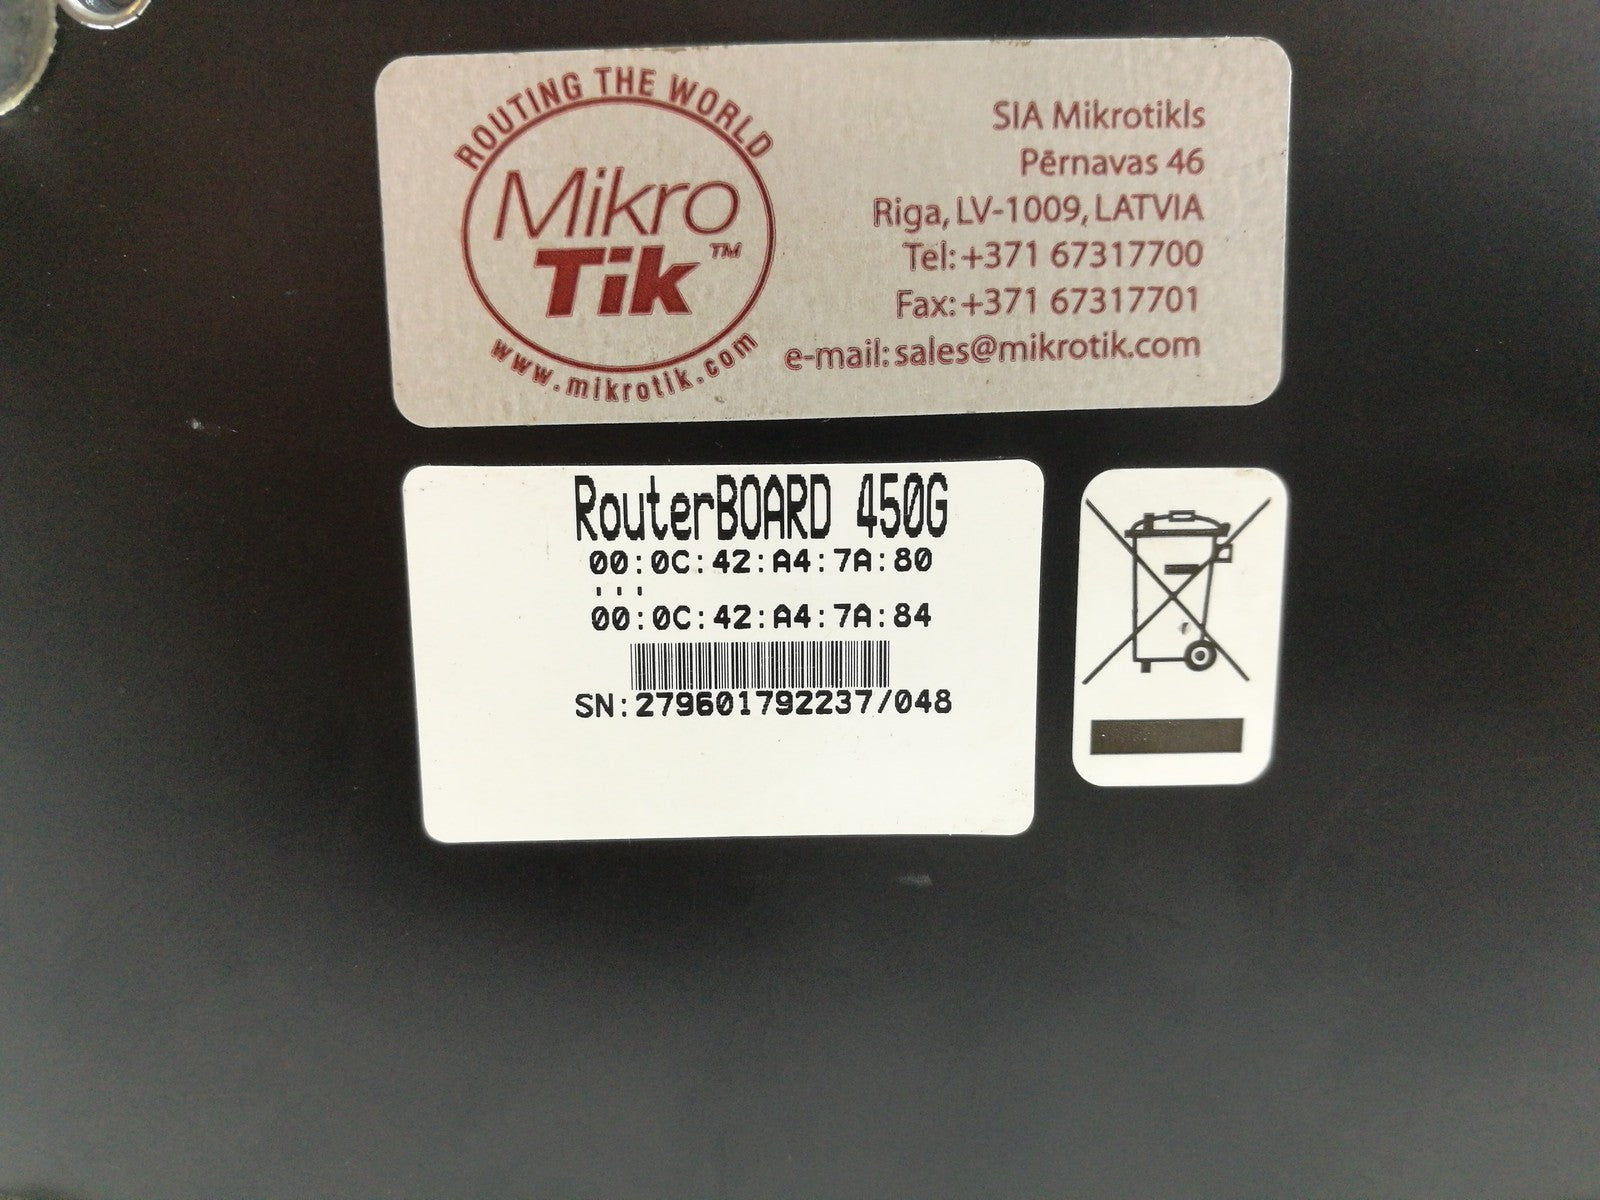 ROUTING THE WORLD
Mikro
Tik™
www.mikrotik.com
SIA Mikrotikls
Pērnavas 46
Riga, LV-1009, LATVIA
Tel: +371 67317700
Fax: +371 67317701
e-mail: sales@mikrotik.com
RouterBOARD 450G
00:0C:42:A4:7A:80
...
00:0C:42:A4:7A:84
SN:279601792237/048